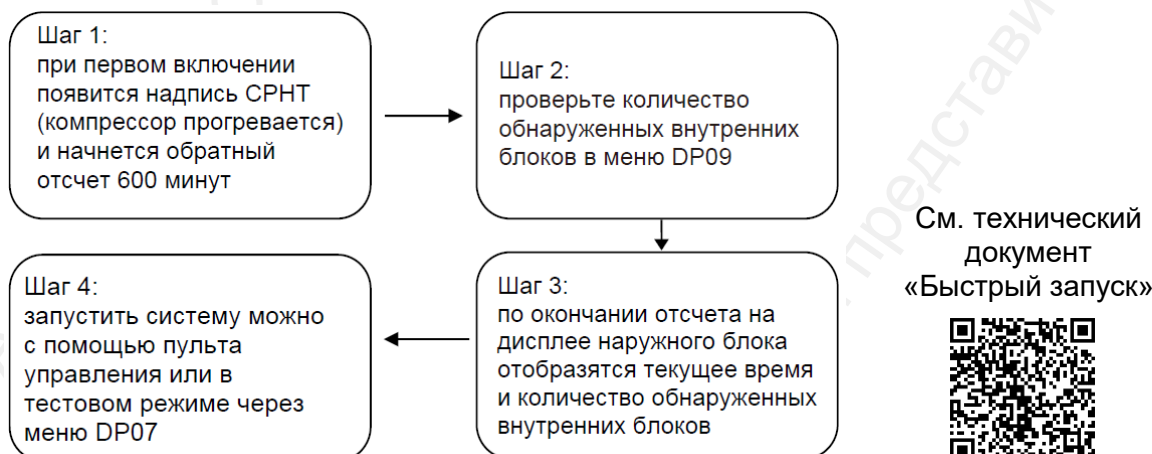 Шаг 1:
при первом включении
появится надпись CPHT
(компрессор прогревается)
и начнется обратный
отсчет 600 минут
Шаг 2:
проверьте количество
обнаруженных внутренних
блоков в меню DP09
Шаг 3:
по окончании отсчета на
дисплее наружного блока
отобразятся текущее время
и количество обнаруженных
внутренних блоков
Шаг 4:
запустить систему можно
с помощью пульта
управления или в
тестовом режиме через
меню DP07
См. технический
документ
«Быстрый запуск»